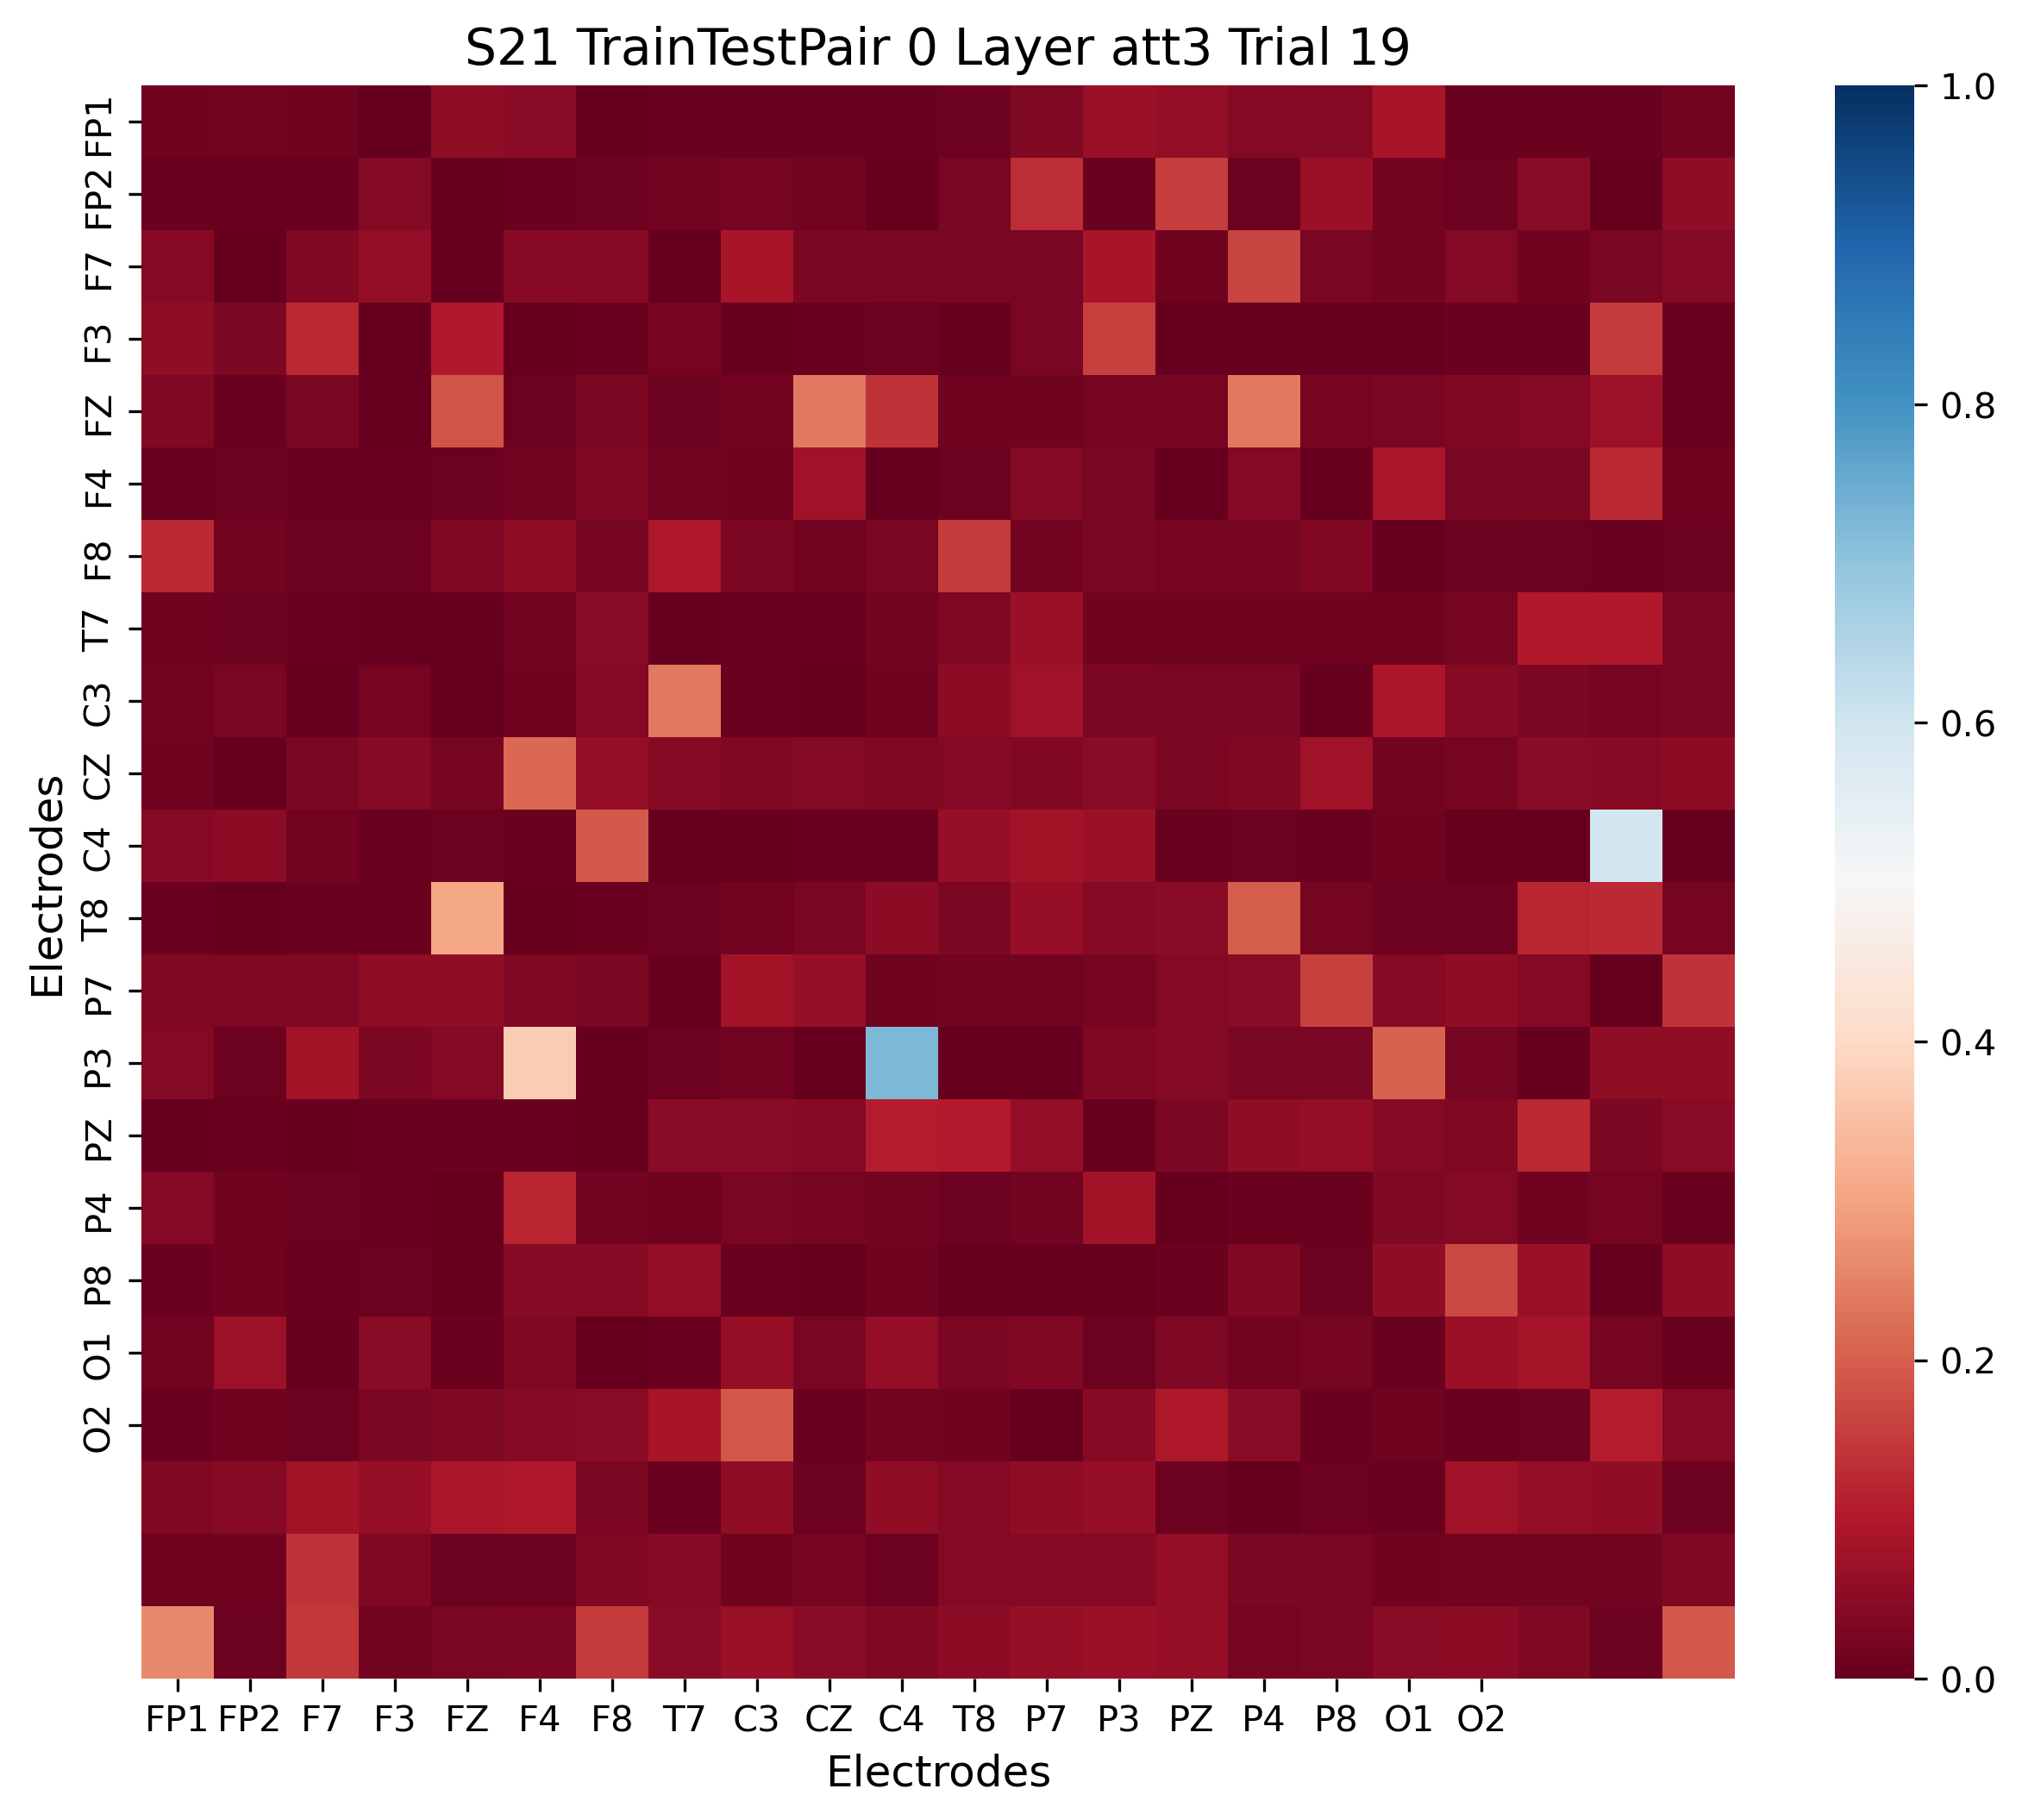 S21 TrainTestPair 0 Layer att3 Trial 19
Electrodes
FP1
FP2
F7
F3
FZ
F4
F8
T7
C3
CZ
C4
T8
P7
P3
PZ
P4
P8
O1
O2
FP1 FP2 F7 F3 FZ F4 F8 T7 C3 CZ C4 T8 P7 P3 PZ P4 P8 O1 O2
Electrodes
1.0
0.8
0.6
0.4
0.2
0.0